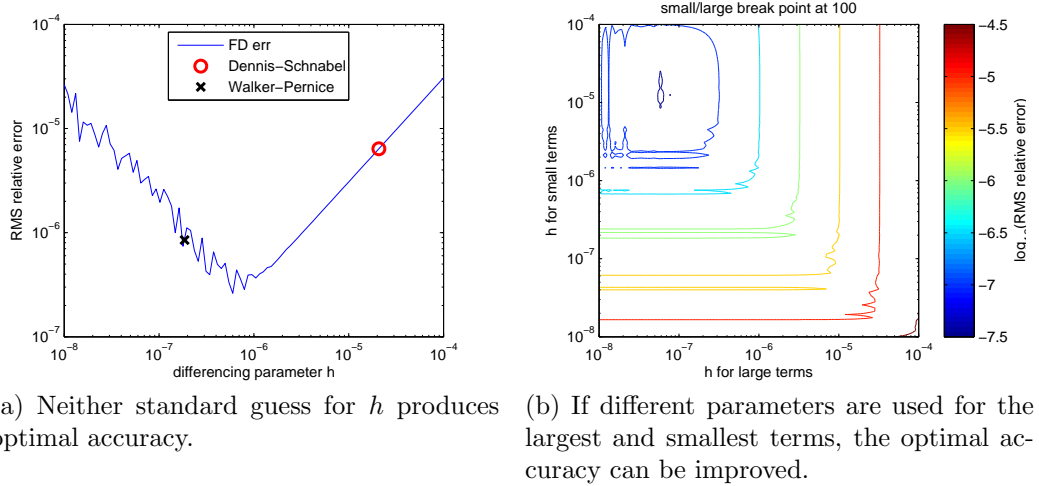 10^-4
10^-5
10^-6
10^-7
RMS relative error
FD err
Dennis−Schnabel
Walker−Pernice
10^-8
10^-7
10^-6
10^-5
10^-4
differencing parameter h
small/large break point at 100
10^-4
10^-5
10^-6
10^-7
10^-8
h for small terms
10^-8
10^-7
10^-6
10^-5
10^-4
h for large terms
−4.5
−5
−5.5
−6
−6.5
−7
−7.5
(RMS relative error)
a) Neither standard guess for h produces
optimal accuracy.
(b) If different parameters are used for the
largest and smallest terms, the optimal ac-
curacy can be improved.